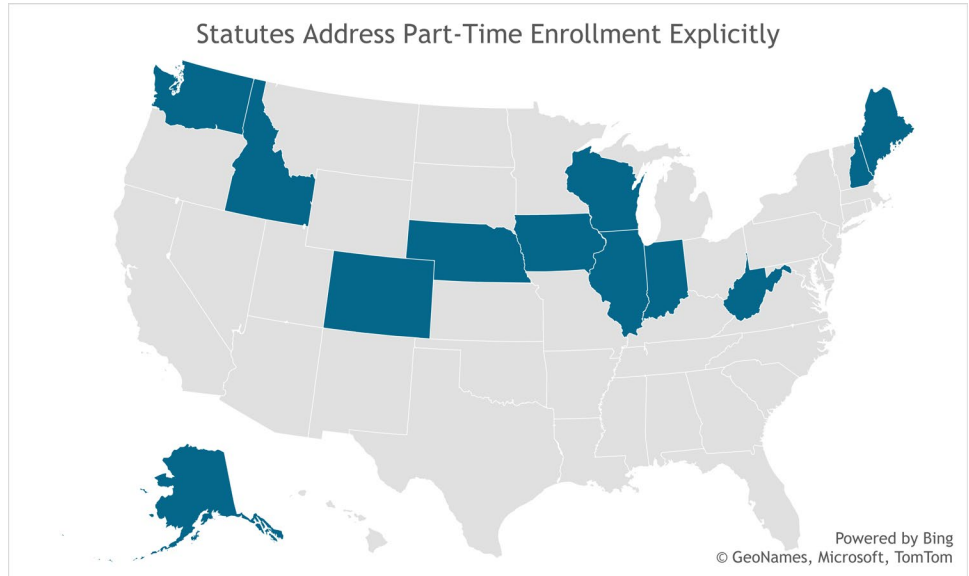 Statutes Address Part-Time Enrollment Explicitly
Powered by Bing
© GeoNames, Microsoft, TomTom